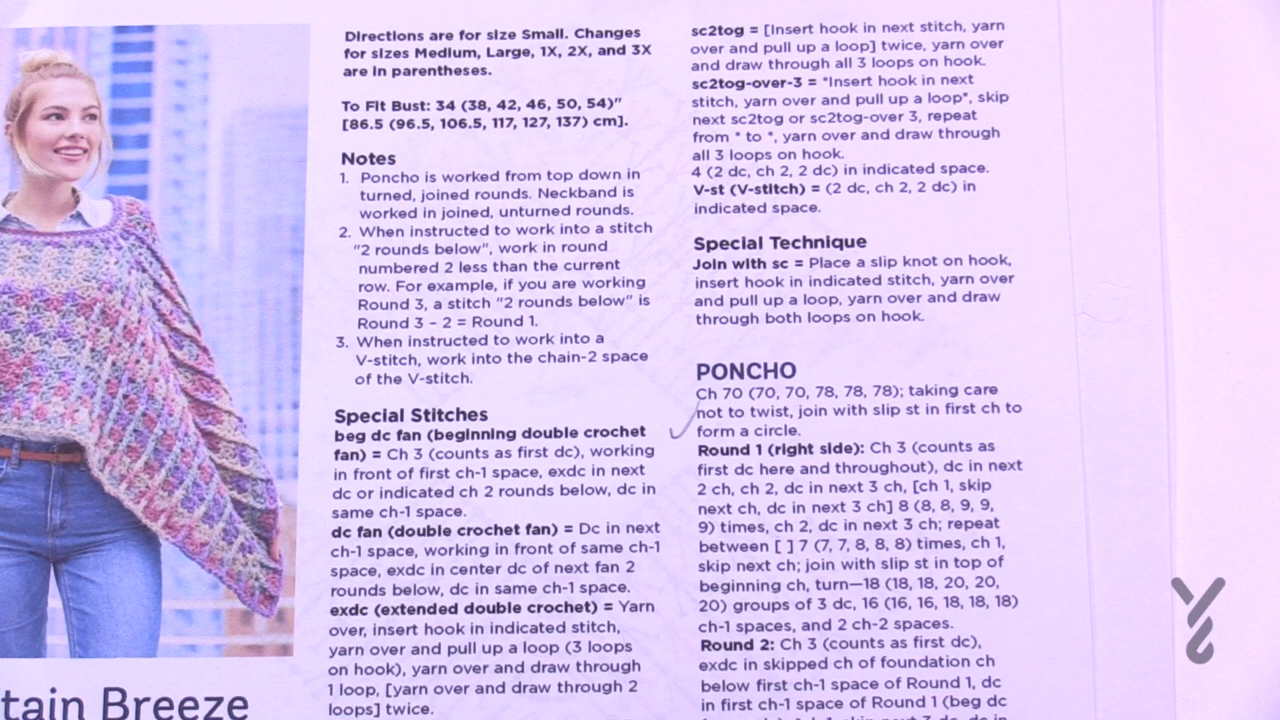 Directions are for size Small. Changes
for sizes Medium, Large, 1X, 2X, and 3X
are in parentheses.
To Fit Bust: 34 (38, 42, 46, 50, 54)"
[86.5 (96.5, 106.5, 117, 127, 137) cm].
Notes
1. Poncho is worked from top down in
turned, joined rounds. Neckband is
worked in joined, unturned rounds.
2. When instructed to work into a stitch
"2 rounds below", work in round
numbered 2 less than the current
row. For example, if you are working
Round 3, a stitch "2 rounds below" is
Round 3 – 2 = Round 1.
3. When instructed to work into a
V-stitch, work into the chain-2 space
of the V-stitch.
Special Stitches
beg dc fan (beginning double crochet
fan) = Ch 3 (counts as first dc), working
in front of first ch-1 space, exdc in next
dc or indicated ch 2 rounds below, dc in
same ch-1 space.
dc fan (double crochet fan) = Dc in next
ch-1 space, working in front of same ch-1
space, exdc in center dc of next fan 2
rounds below, dc in same ch-1 space.
exdc (extended double crochet) = Yarn
over, insert hook in indicated stitch,
yarn over and pull up a loop (3 loops
on hook), yarn over and draw through
1 loop, [yarn over and draw through 2
loops] twice.
sc2tog = [Insert hook in next stitch, yarn
over and pull up a loop] twice, yarn over
and draw through all 3 loops on hook.
sc2tog-over-3 = *Insert hook in next
stitch, yarn over and pull up a loop*, skip
next sc2tog or sc2tog-over 3, repeat
from * to *, yarn over and draw through
all 3 loops on hook.
4 (2 dc, ch 2, 2 dc) in indicated space.
V-st (V-stitch) = (2 dc, ch 2, 2 dc) in
indicated space.
Special Technique
Join with sc = Place a slip knot on hook,
insert hook in indicated stitch, yarn over
and pull up a loop, yarn over and draw
through both loops on hook.
PONCHO
Ch 70 (70, 70, 78, 78, 78); taking care
not to twist, join with slip st in first ch to
form a circle.
Round 1 (right side): Ch 3 (counts as
first dc here and throughout), dc in next
2 ch, ch 2, dc in next 3 ch, [ch 1, skip
next ch, dc in next 3 ch] 8 (8, 8, 9, 9,
9) times, ch 2, dc in next 3 ch; repeat
between [ ] 7 (7, 7, 8, 8, 8) times, ch 1,
skip next ch; join with slip st in top of
beginning ch, turn—18 (18, 18, 20, 20,
20) groups of 3 dc, 16 (16, 16, 18, 18, 18)
ch-1 spaces, and 2 ch-2 spaces.
Round 2: Ch 3 (counts as first dc),
exdc in skipped ch of foundation ch
below first ch-1 space of Round 1, dc
in first ch-1 space of Round 1 (beg dc
tain Breeze